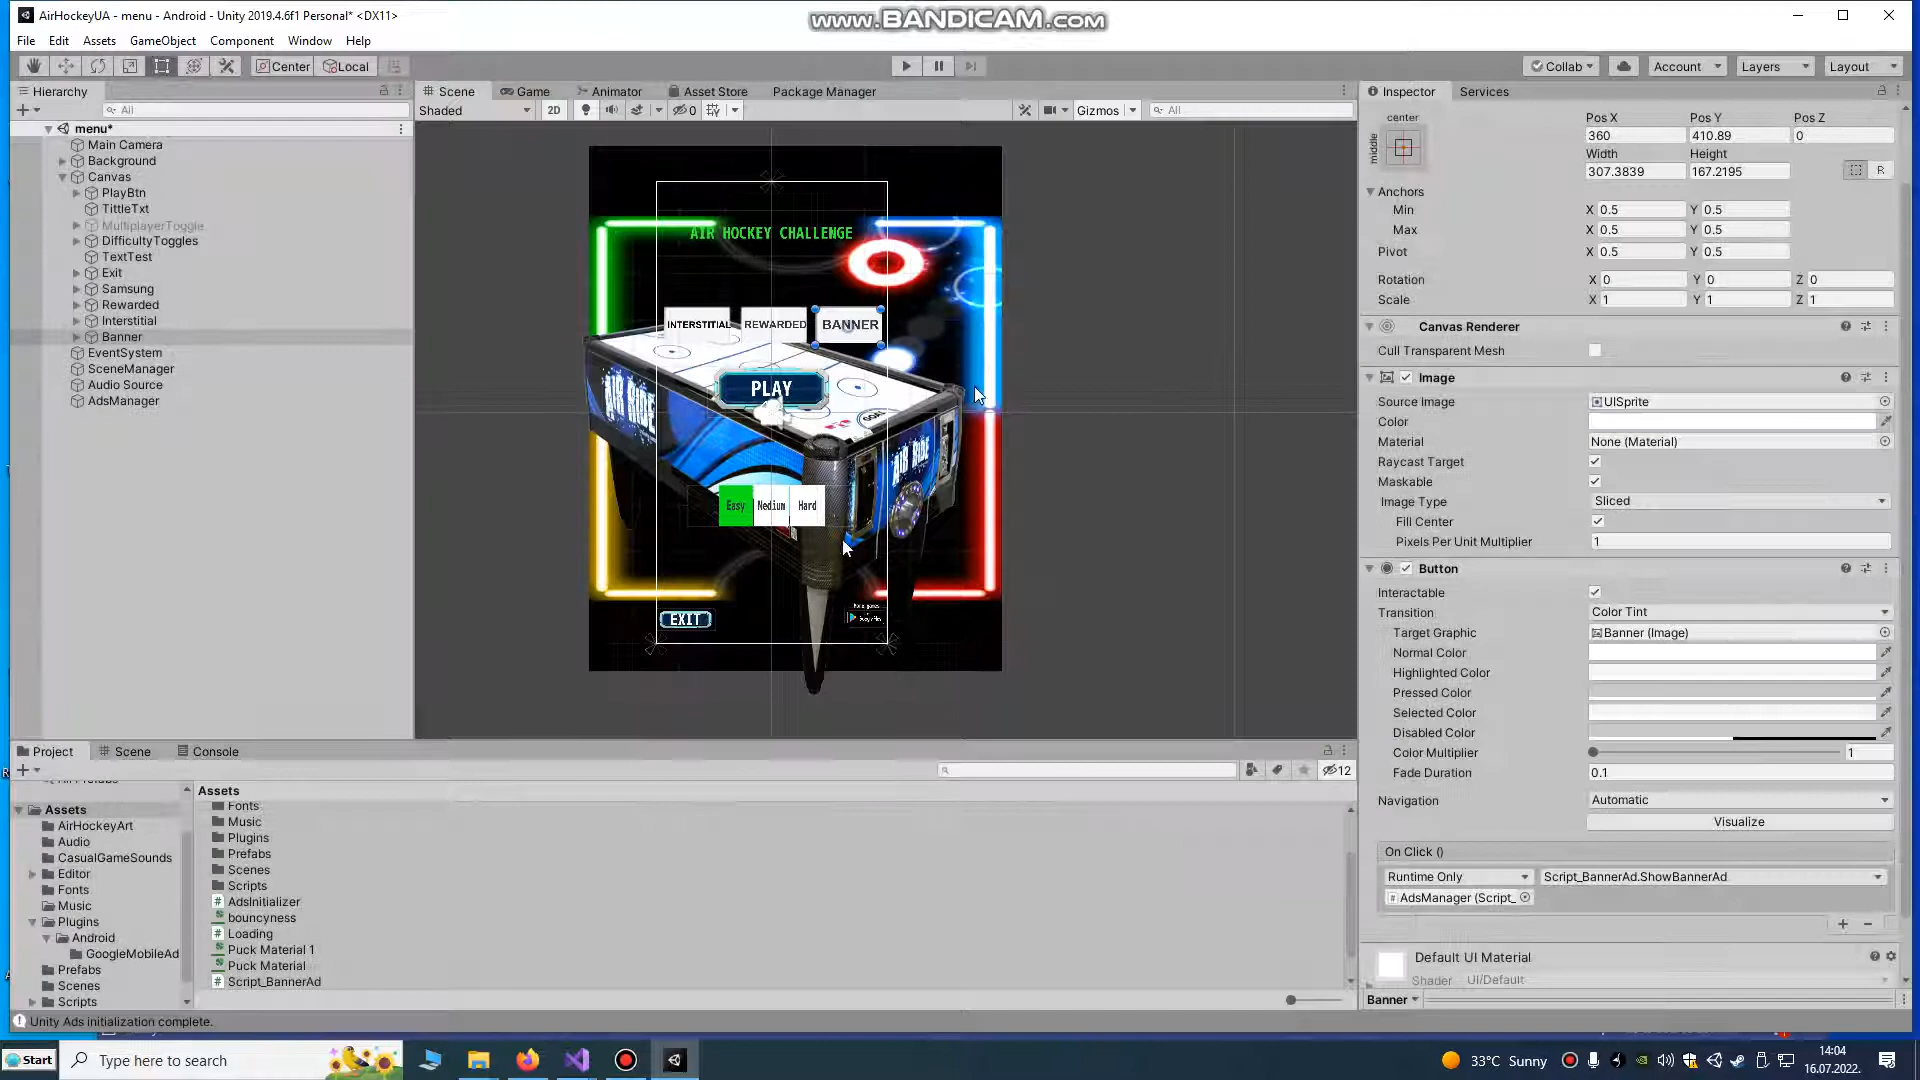 AirHockeyUA - menu - Android - Unity 2019.4.6f1 Personal* <DX11>
www.BANDICAM.com
File Edit Assets GameObject Component Window Help
Center Local
Collab Account Layers Layout
Hierarchy
All
menu*
Main Camera
Background
Canvas
PlayBtn
TittleTxt
MultiplayerToggle
DifficultyToggles
TextTest
Exit
Samsung
Rewarded
Interstitial
Banner
EventSystem
SceneManager
Audio Source
AdsManager
Scene Game Animator Asset Store Package Manager
Shaded 2D 0 Gizmos All
AIR HOCKEY CHALLENGE
INTERSTITIAL REWARDED BANNER
PLAY
AIR RIDE
GOAL
AIR RIDE
Easy Nedium Hard
EXIT
Inspector Services
center
middle
Pos X Pos Y Pos Z
360 410.89 0
Width Height
307.3839 167.2195
R
Anchors
Min X 0.5 Y 0.5
Max X 0.5 Y 0.5
Pivot X 0.5 Y 0.5
Rotation X 0 Y 0 Z 0
Scale X 1 Y 1 Z 1
Canvas Renderer
Cull Transparent Mesh
Image
Source Image UISprite
Color
Material None (Material)
Raycast Target
Maskable
Image Type Sliced
Fill Center
Pixels Per Unit Multiplier 1
Button
Interactable
Transition Color Tint
Target Graphic Banner (Image)
Normal Color
Highlighted Color
Pressed Color
Selected Color
Disabled Color
Color Multiplier 1
Fade Duration 0.1
Navigation Automatic
Visualize
On Click ()
Runtime Only Script_BannerAd.ShowBannerAd
AdsManager (Script_
+ −
Default UI Material
Shader UI/Default
Banner
Project Scene Console
12
Assets
AirHockeyArt
Audio
CasualGameSounds
Editor
Fonts
Music
Plugins
Android
GoogleMobileAd
Prefabs
Scenes
Scripts
Assets
Fonts
Music
Plugins
Prefabs
Scenes
Scripts
AdsInitializer
bouncyness
Loading
Puck Material 1
Puck Material
Script_BannerAd
Unity Ads initialization complete.
Start Type here to search
33°C Sunny
14:04
16.07.2022.